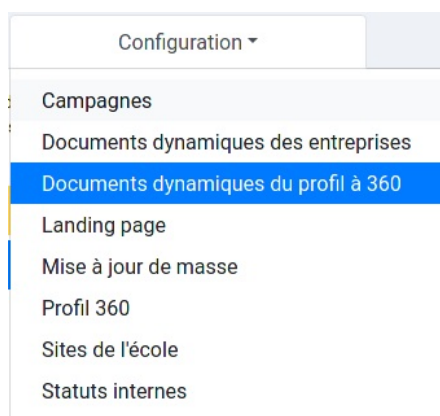 Configuration
Campagnes
Documents dynamiques des entreprises
Documents dynamiques du profil à 360
Landing page
Mise à jour de masse
Profil 360
Sites de l'école
Statuts internes